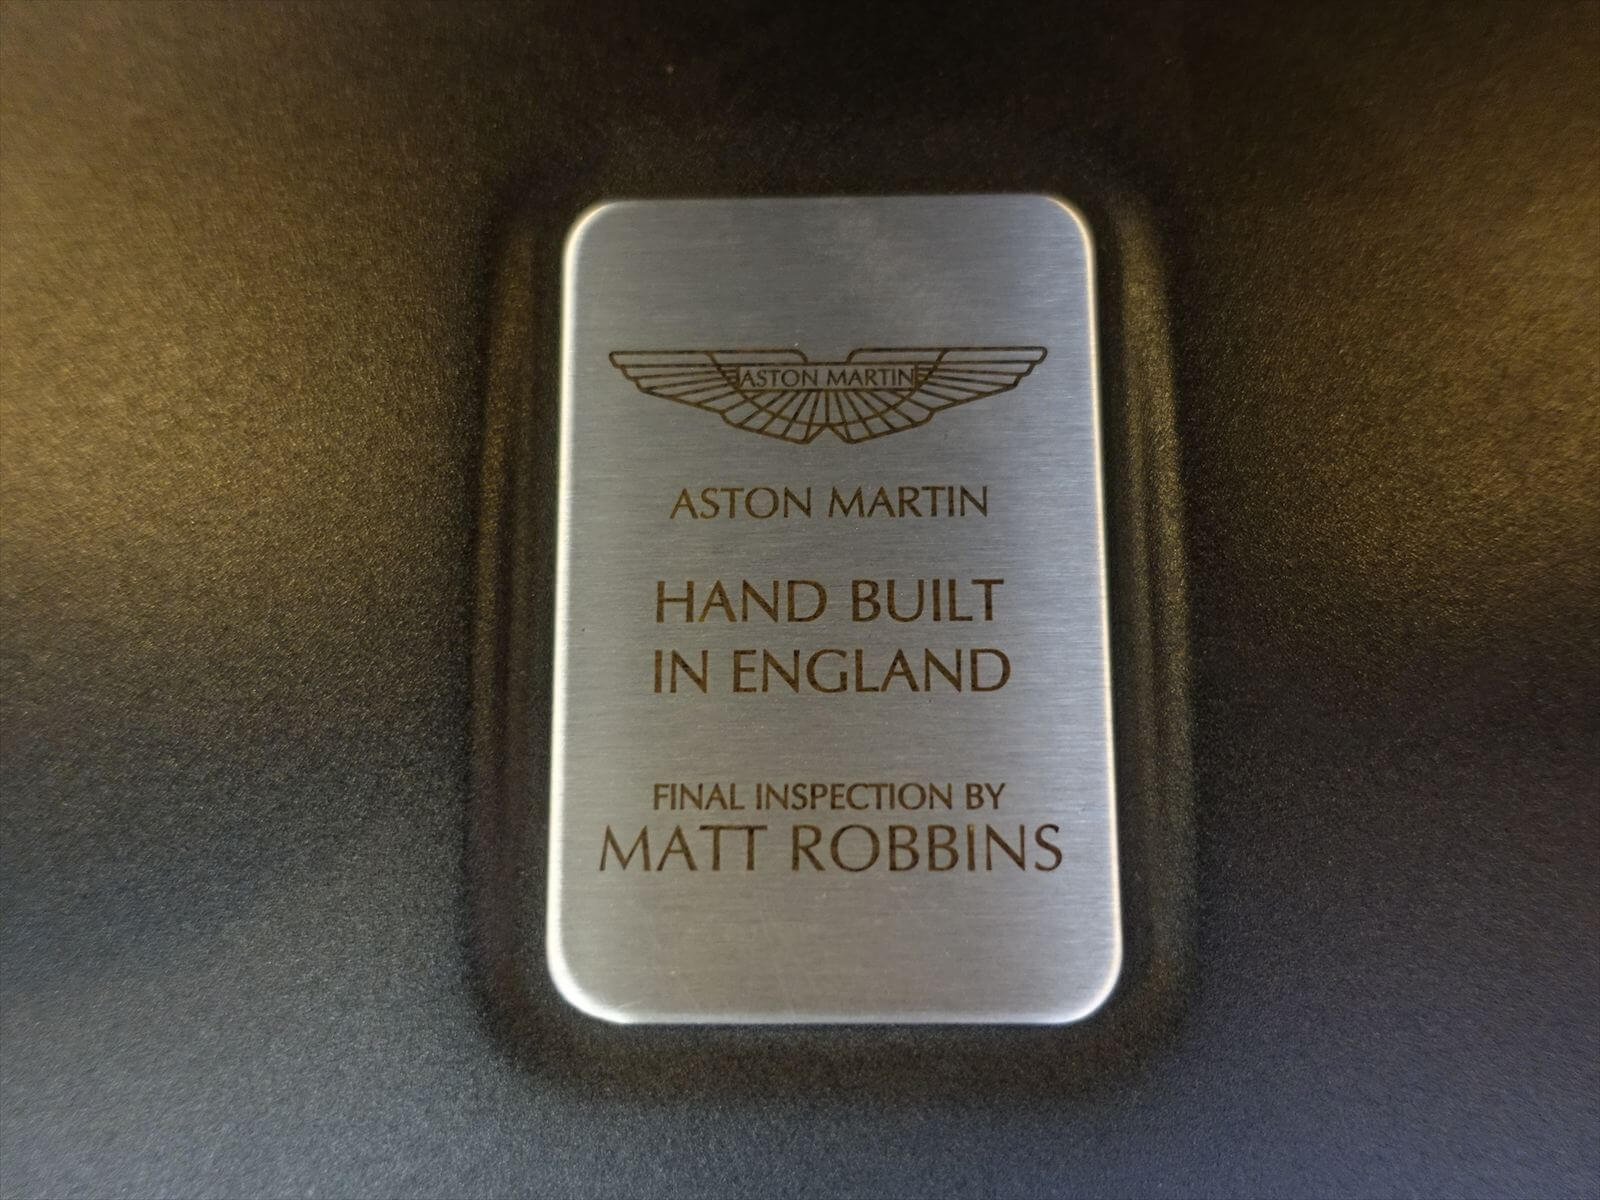 ASTON MARTIN
ASTON MARTIN
HAND BUILT
IN ENGLAND
FINAL INSPECTION BY
MATT ROBBINS